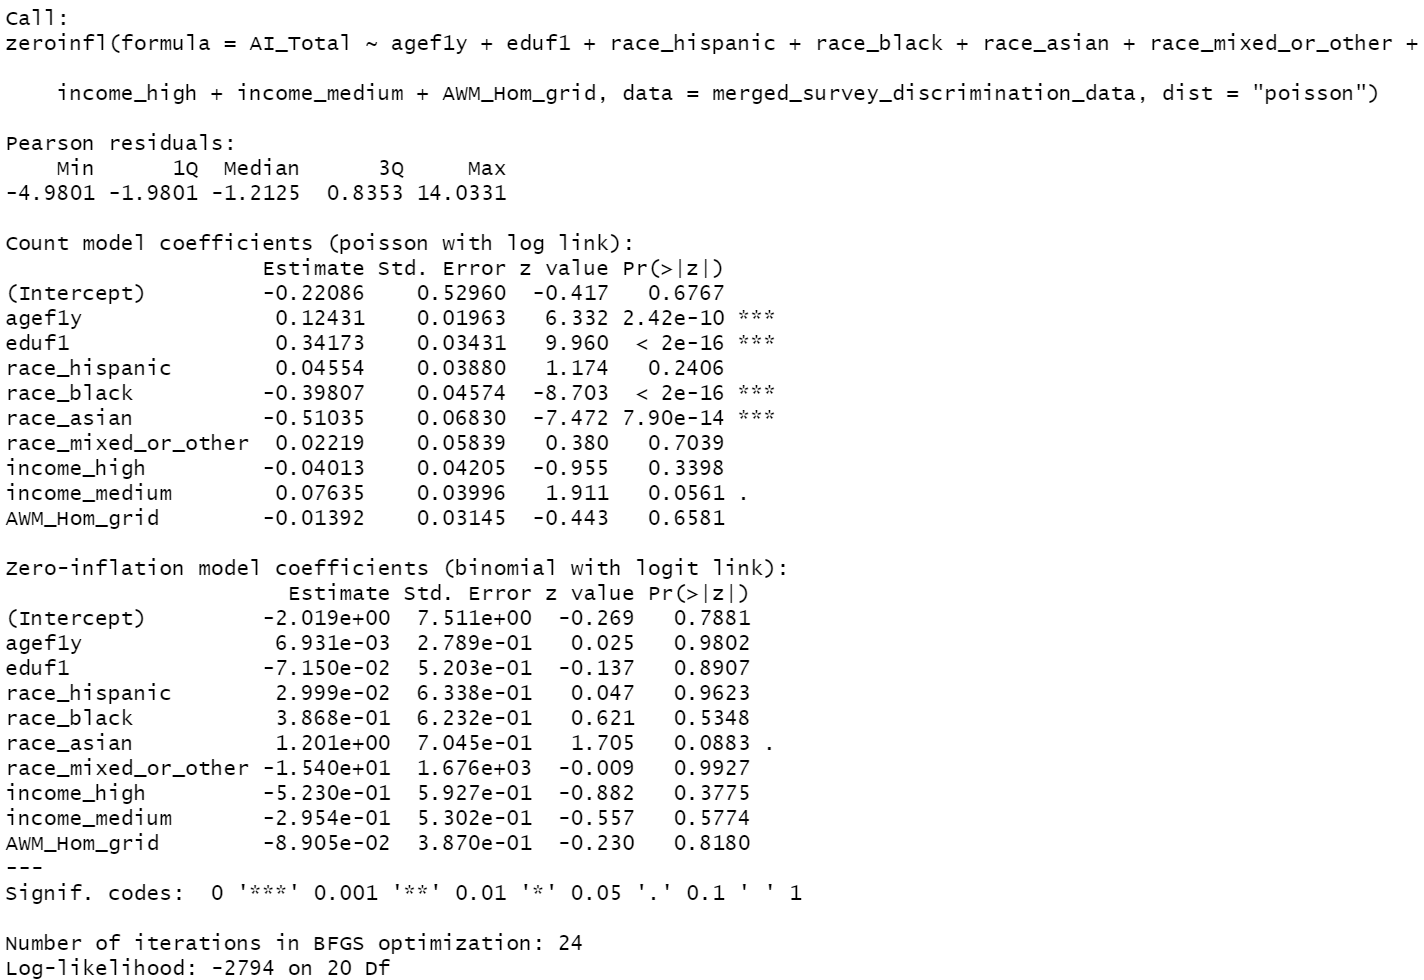 Call:
zeroinfl(formula = AI_Total ~ agef1y + eduf1 + race_hispanic + race_black + race_asian + race_mixed_or_other +
    income_high + income_medium + AWM_Hom_grid, data = merged_survey_discrimination_data, dist = "poisson")
Pearson residuals:
    Min      1Q  Median      3Q     Max
-4.9801 -1.9801 -1.2125  0.8353 14.0331
Count model coefficients (poisson with log link):
                    Estimate Std. Error z value Pr(>|z|)
(Intercept)         -0.22086    0.52960  -0.417   0.6767
agef1y               0.12431    0.01963   6.332 2.42e-10 ***
eduf1                0.34173    0.03431   9.960  < 2e-16 ***
race_hispanic        0.04554    0.03880   1.174   0.2406
race_black          -0.39807    0.04574  -8.703  < 2e-16 ***
race_asian          -0.51035    0.06830  -7.472 7.90e-14 ***
race_mixed_or_other  0.02219    0.05839   0.380   0.7039
income_high         -0.04013    0.04205  -0.955   0.3398
income_medium        0.07635    0.03996   1.911   0.0561 .
AWM_Hom_grid        -0.01392    0.03145  -0.443   0.6581
Zero-inflation model coefficients (binomial with logit link):
                      Estimate Std. Error z value Pr(>|z|)
(Intercept)         -2.019e+00  7.511e+00  -0.269   0.7881
agef1y               6.931e-03  2.789e-01   0.025   0.9802
eduf1               -7.150e-02  5.203e-01  -0.137   0.8907
race_hispanic        2.999e-02  6.338e-01   0.047   0.9623
race_black           3.868e-01  6.232e-01   0.621   0.5348
race_asian           1.201e+00  7.045e-01   1.705   0.0883 .
race_mixed_or_other -1.540e+01  1.676e+03  -0.009   0.9927
income_high         -5.230e-01  5.927e-01  -0.882   0.3775
income_medium       -2.954e-01  5.302e-01  -0.557   0.5774
AWM_Hom_grid        -8.905e-02  3.870e-01  -0.230   0.8180
---
Signif. codes:  0 '***' 0.001 '**' 0.01 '*' 0.05 '.' 0.1 ' ' 1
Number of iterations in BFGS optimization: 24
Log-likelihood: -2794 on 20 Df